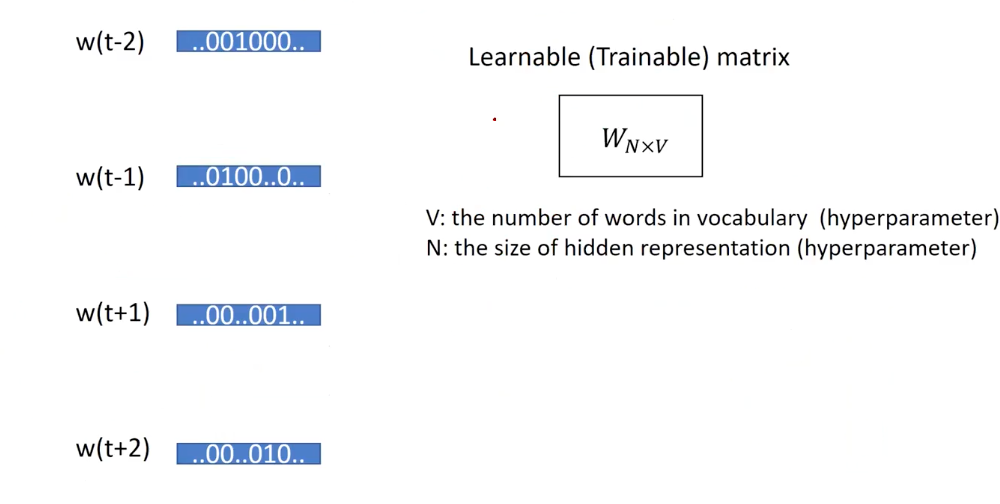 w(t-2) ..001000..
Learnable (Trainable) matrix
W_{N×V}
w(t-1) ..0100..0..
V: the number of words in vocabulary (hyperparameter)
N: the size of hidden representation (hyperparameter)
w(t+1) ..00..001..
w(t+2) ..00..010..